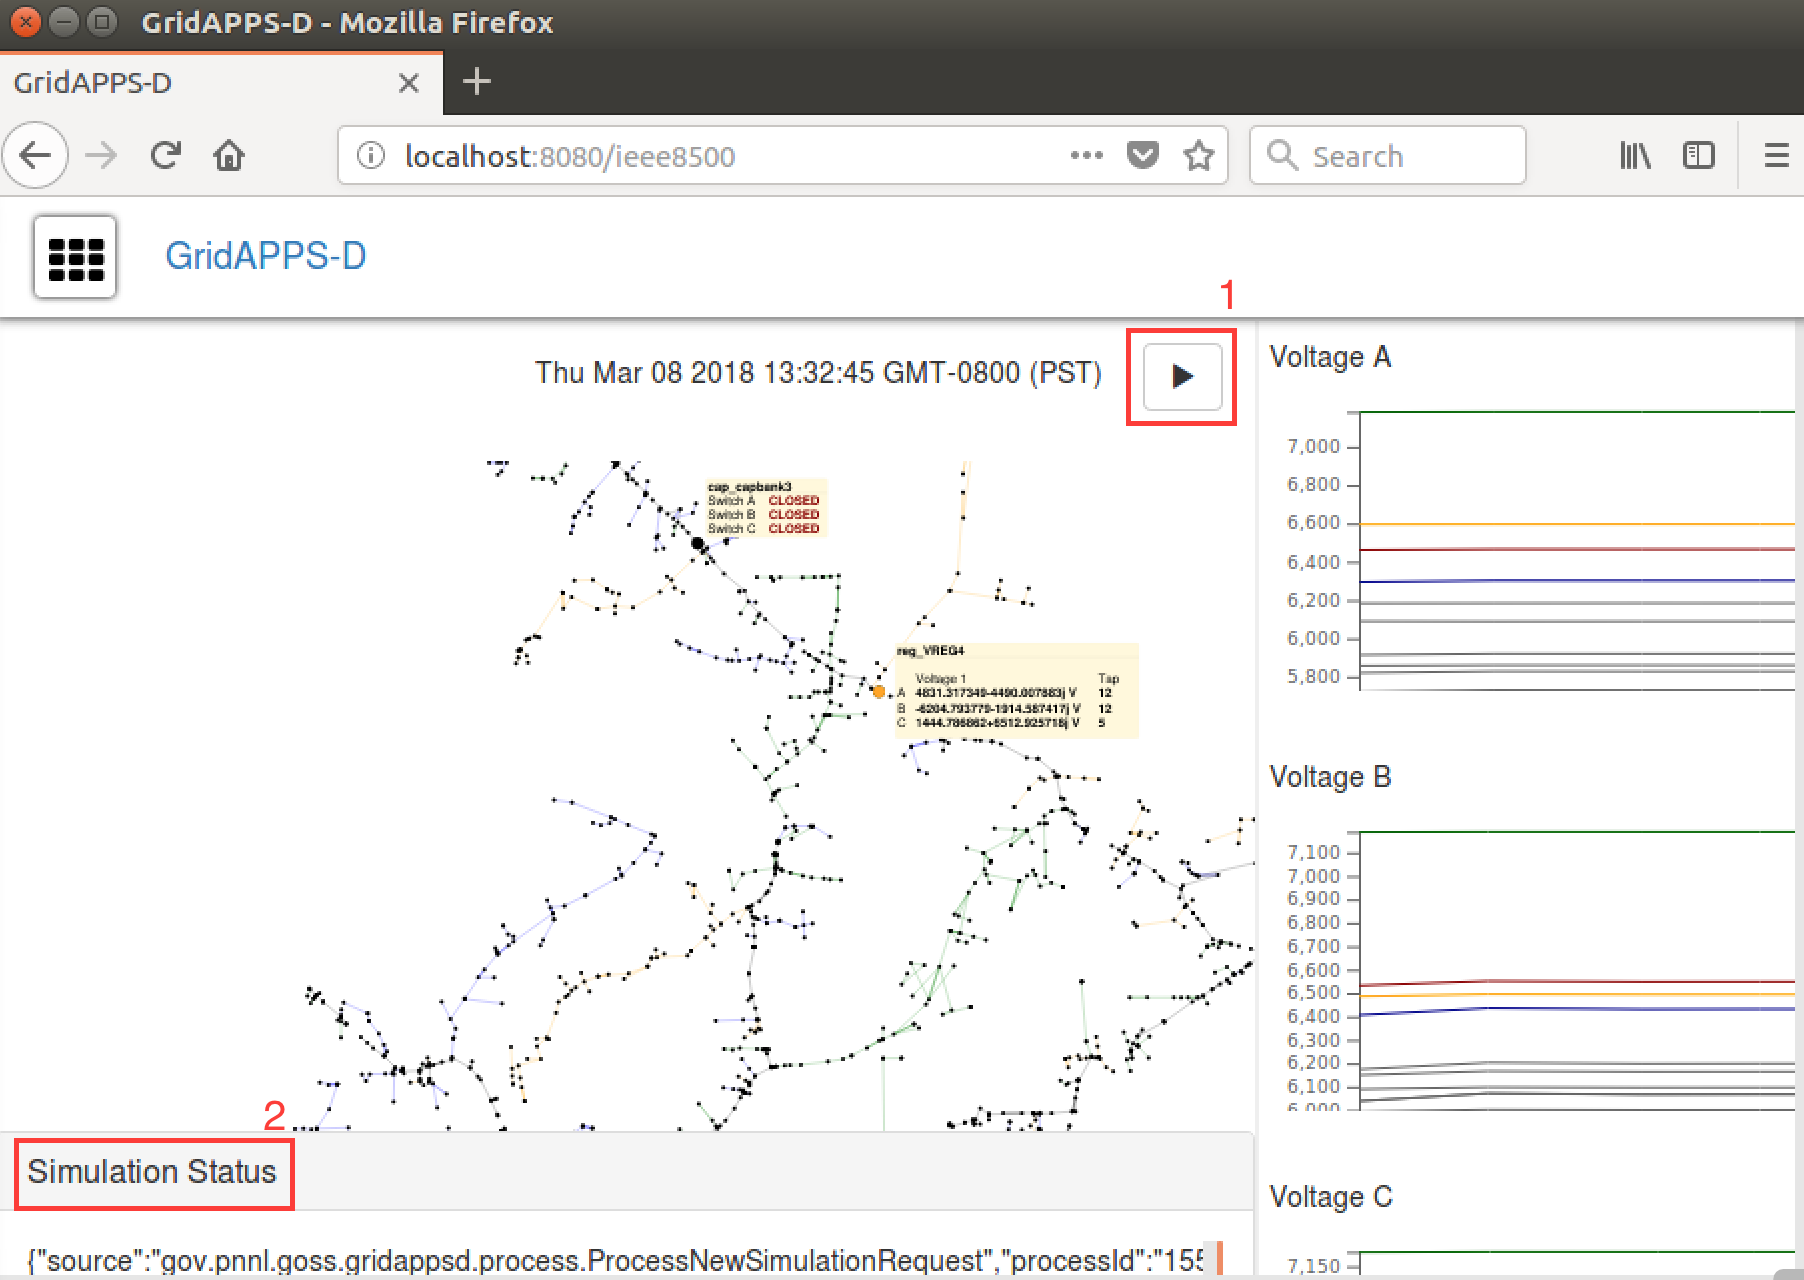 GridAPPS-D - Mozilla Firefox
GridAPPS-D
localhost:8080/ieee8500
Search
GridAPPS-D
1
Thu Mar 08 2018 13:32:45 GMT-0800 (PST)
cap_capbank3
Switch A CLOSED
Switch B CLOSED
Switch C CLOSED
reg_VREG4
Voltage 1 Tap
A 4831.317349-4490.007883j V 12
B -6204.793779-1914.587417j V 12
C 1444.786862+6512.925718j V 5
2
Simulation Status
{"source":"gov.pnnl.goss.gridappsd.process.ProcessNewSimulationRequest","processId":"155
Voltage A
7,000
6,800
6,600
6,400
6,200
6,000
5,800
Voltage B
7,100
7,000
6,900
6,800
6,700
6,600
6,500
6,400
6,300
6,200
6,100
6,000
Voltage C
7,150